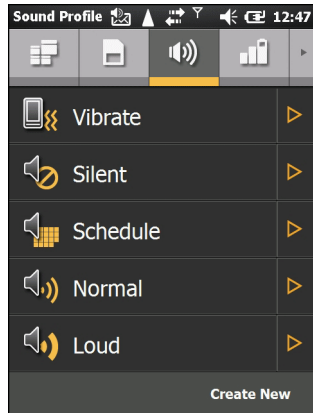 Sound Profile 12:47
Vibrate
Silent
Schedule
Normal
Loud
Create New